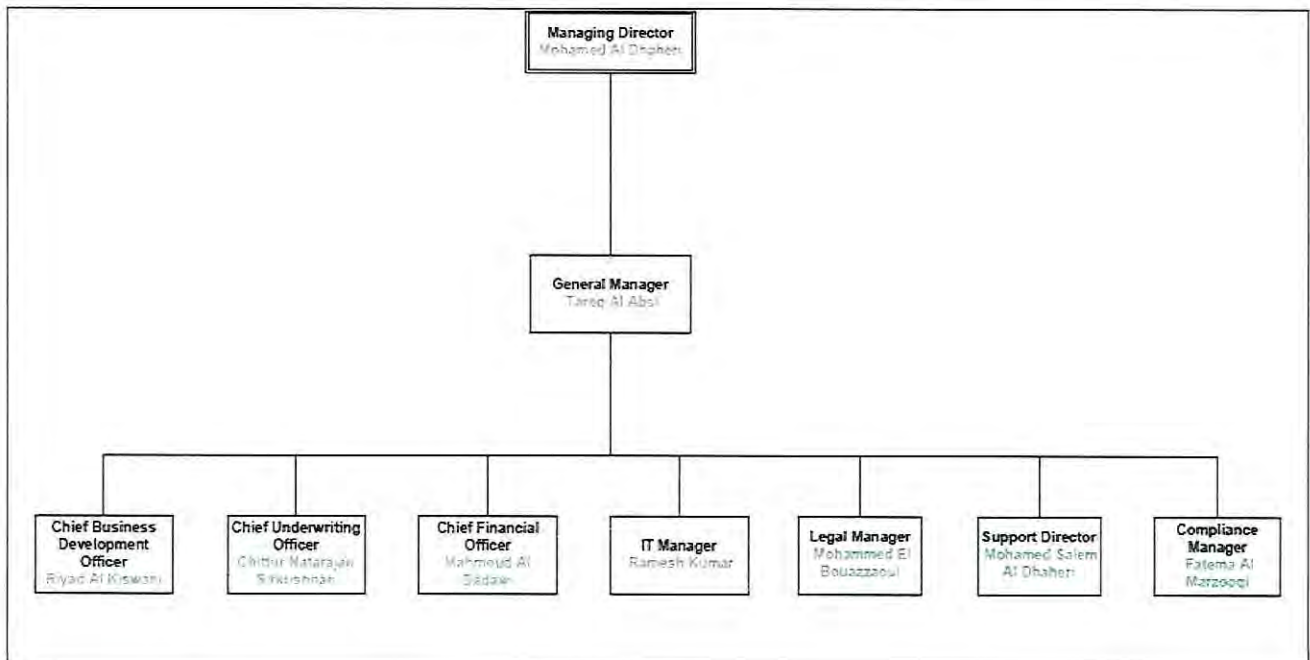 Managing Director
Mohamed Al Dhaheri
General Manager
Tareq Al Absi
Chief Business
Development
Officer
Riyad Al Kiswani
Chief Underwriting
Officer
Chittur Natarajan
Chief Financial
Officer
Mahmoud Al
IT Manager
Ramesh Kumar
Legal Manager
Mohammed El
Bouazzaoui
Support Director
Mohamed Salem
Al Dhaheri
Compliance
Manager
Fatema Al
Marzooqi